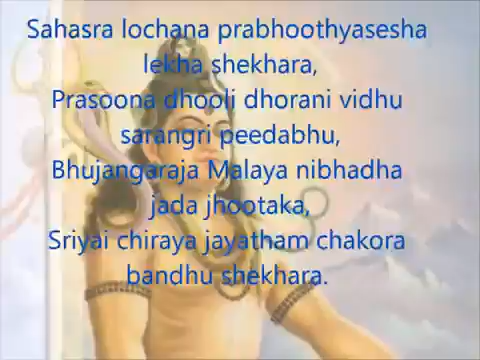 Sahasra lochana prabhoothyasesha
lekha shekhara,
Prasoona dhooli dhorani vidhu
sarangri peedabhu,
Bhujangaraja Malaya nibhadha
jada jhootaka,
Sriyai chiraya jayatham chakora
bandhu shekhara.